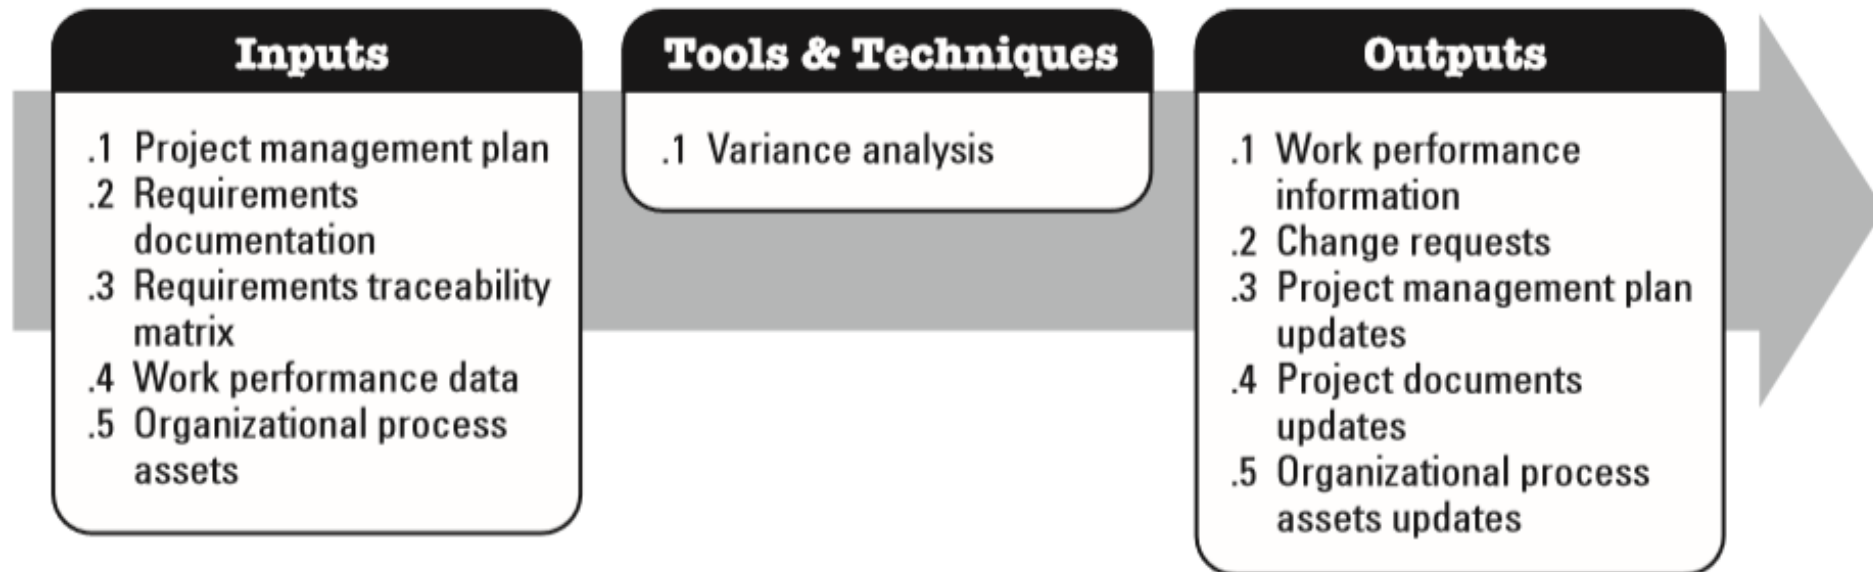 Inputs
.1 Project management plan
.2 Requirements
documentation
.3 Requirements traceability
matrix
.4 Work performance data
.5 Organizational process
assets
Tools & Techniques
.1 Variance analysis
Outputs
.1 Work performance
information
.2 Change requests
.3 Project management plan
updates
.4 Project documents
updates
.5 Organizational process
assets updates